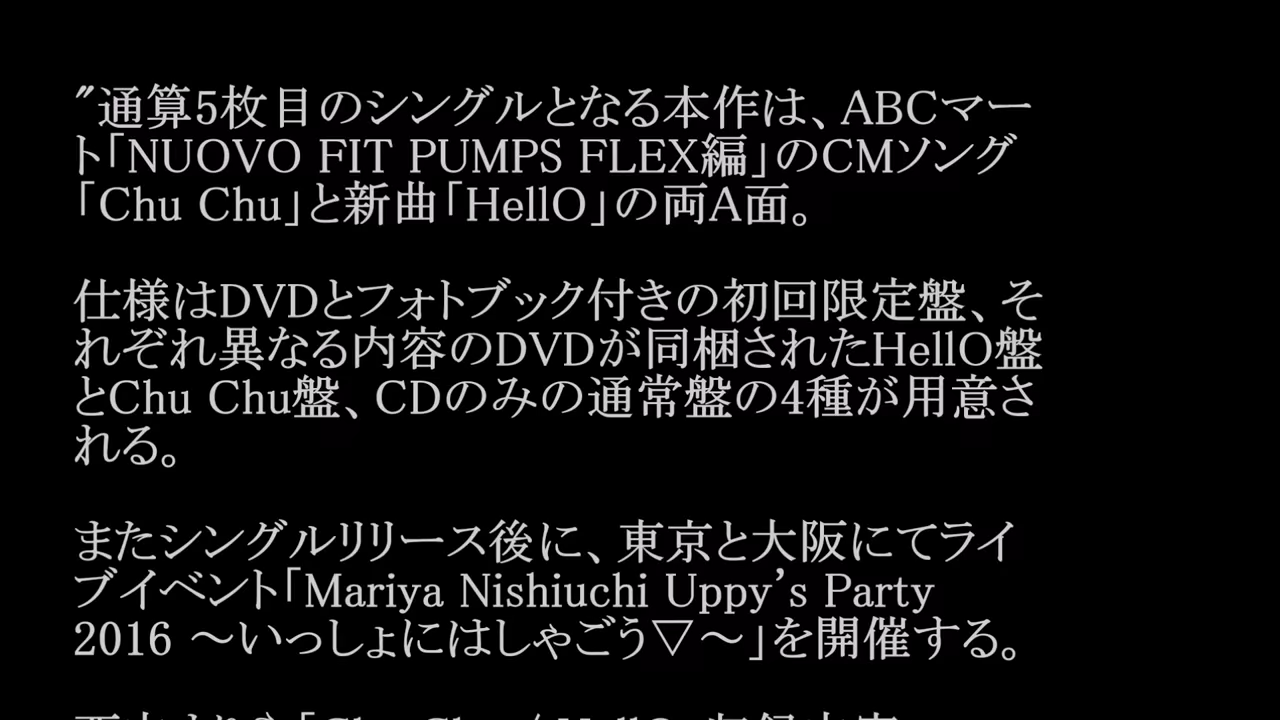 "通算5枚目のシングルとなる本作は、ABCマー
ト「NUOVO FIT PUMPS FLEX編」のCMソング
「Chu Chu」と新曲「HellO」の両A面。
仕様はDVDとフォトブック付きの初回限定盤、そ
れぞれ異なる内容のDVDが同梱されたHellO盤
とChu Chu盤、CDのみの通常盤の4種が用意さ
れる。
またシングルリリース後に、東京と大阪にてライ
ブイベント「Mariya Nishiuchi Uppy's Party
2016 ～いっしょにはしゃごう▽～」を開催する。